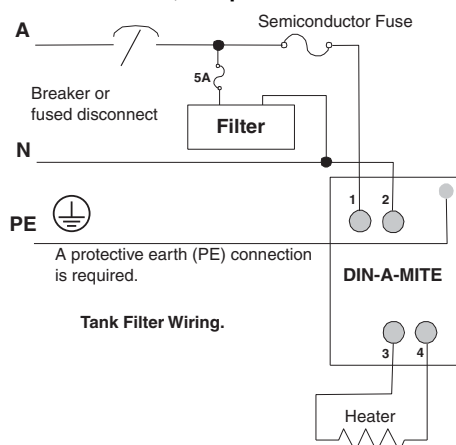 A
Semiconductor Fuse
5A
Breaker or
fused disconnect
Filter
N
1 2
PE
A protective earth (PE) connection
is required.
DIN-A-MITE
Tank Filter Wiring.
3 4
Heater